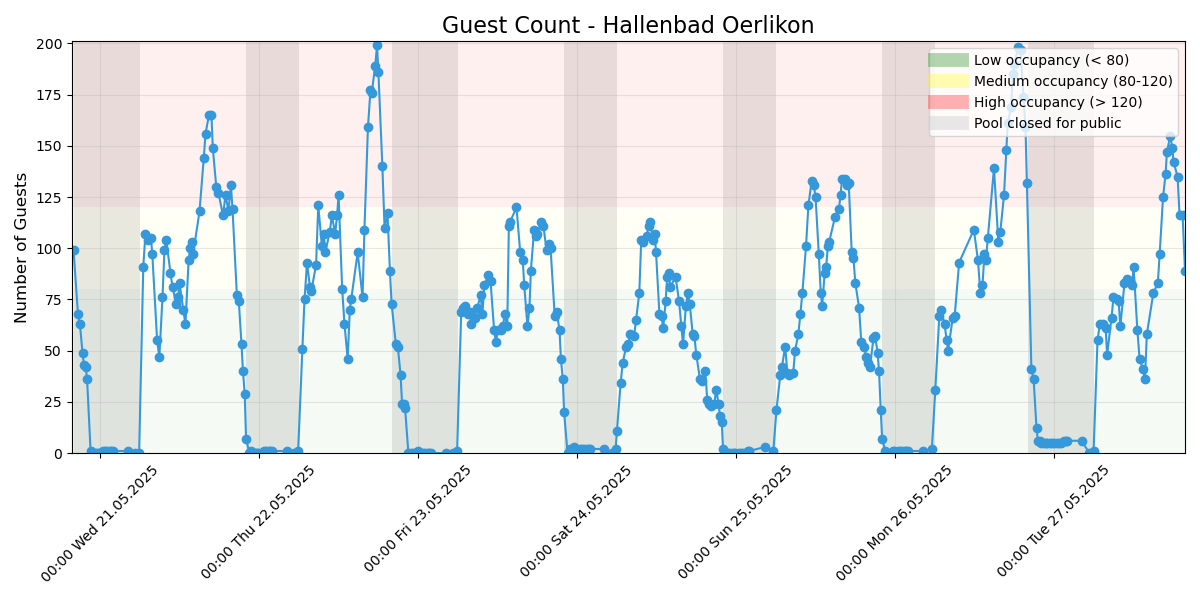 Guest Count - Hallenbad Oerlikon
Number of Guests
200
175
150
125
100
75
50
25
0
Low occupancy (< 80)
Medium occupancy (80-120)
High occupancy (> 120)
Pool closed for public
00:00 Wed 21.05.2025
00:00 Thu 22.05.2025
00:00 Fri 23.05.2025
00:00 Sat 24.05.2025
00:00 Sun 25.05.2025
00:00 Mon 26.05.2025
00:00 Tue 27.05.2025